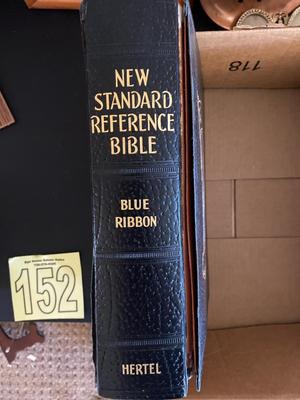 NEW
STANDARD
REFERENCE
BIBLE
BLUE
RIBBON
HERTEL
118
152